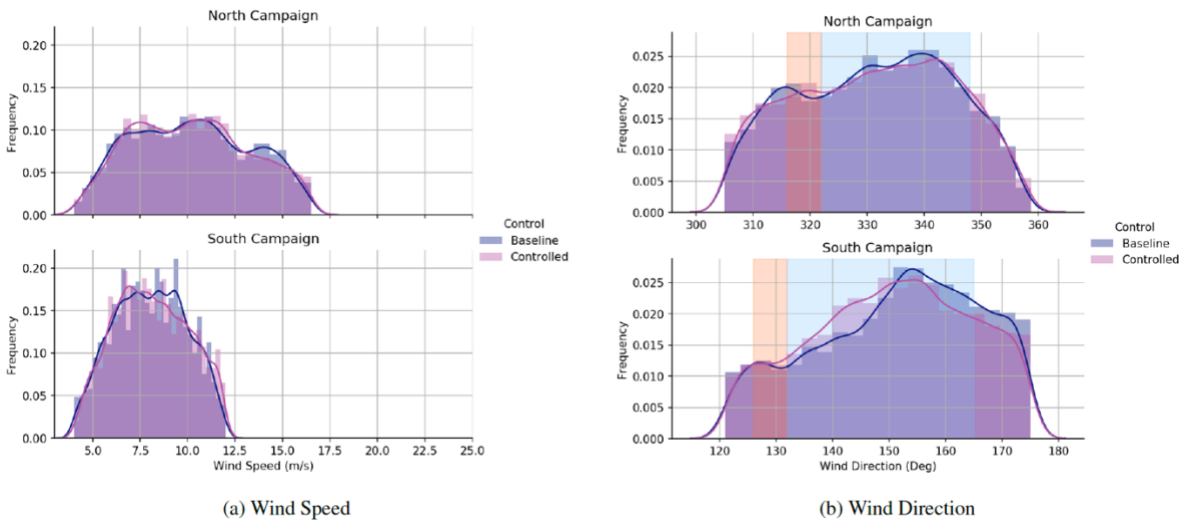 North Campaign
0.20
0.15
0.10
0.05
0.00
Frequency
South Campaign
0.20
0.15
0.10
0.05
0.00
Frequency
5.0 7.5 10.0 12.5 15.0 17.5 20.0 22.5 25.0
Wind Speed (m/s)
Control
Baseline
Controlled
(a) Wind Speed
North Campaign
0.025
0.020
0.015
0.010
0.005
0.000
Frequency
300 310 320 330 340 350 360
South Campaign
0.025
0.020
0.015
0.010
0.005
0.000
Frequency
120 130 140 150 160 170 180
Wind Direction (Deg)
Control
Baseline
Controlled
(b) Wind Direction